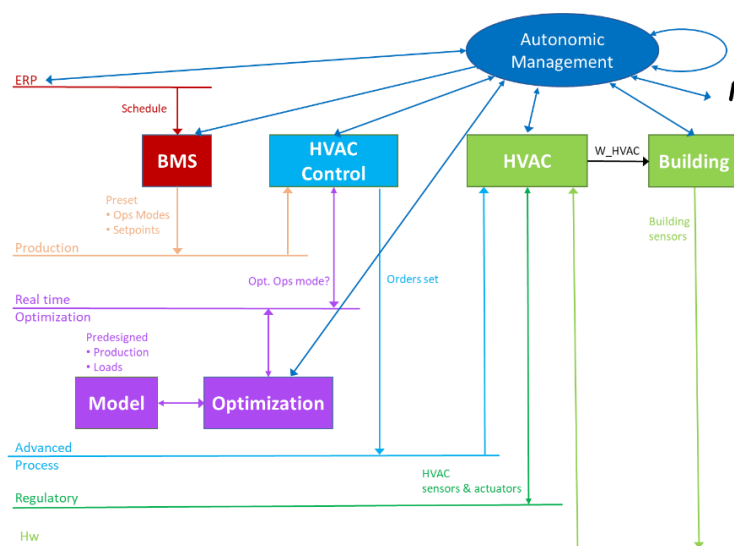 Autonomic
Management
ERP
Schedule
BMS
HVAC
Control
HVAC
W_HVAC
Building
Preset
• Ops Modes
• Setpoints
Building
sensors
Production
Opt. Ops mode?
Orders set
Real time
Optimization
Predesigned
• Production
• Loads
Model
Optimization
Advanced
Process
HVAC
sensors & actuators
Regulatory
Hw